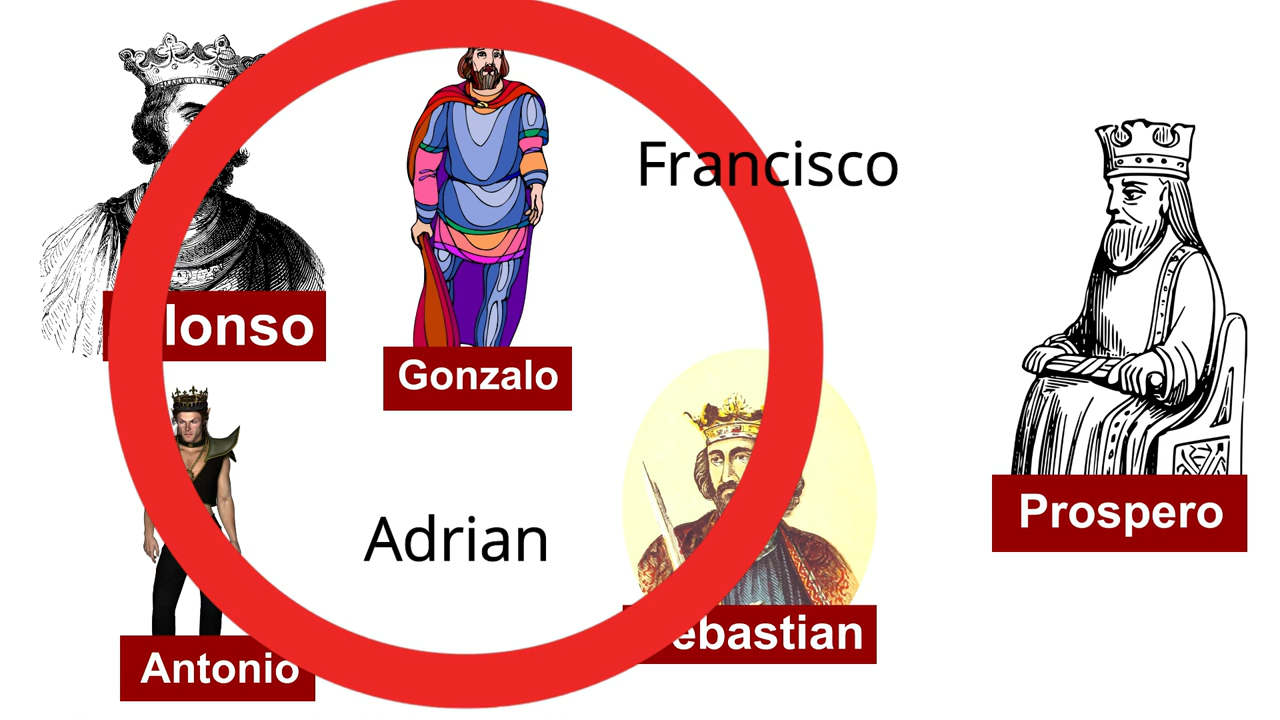 Francisco
lonso
Gonzalo
Prospero
Adrian
ebastian
Antonio